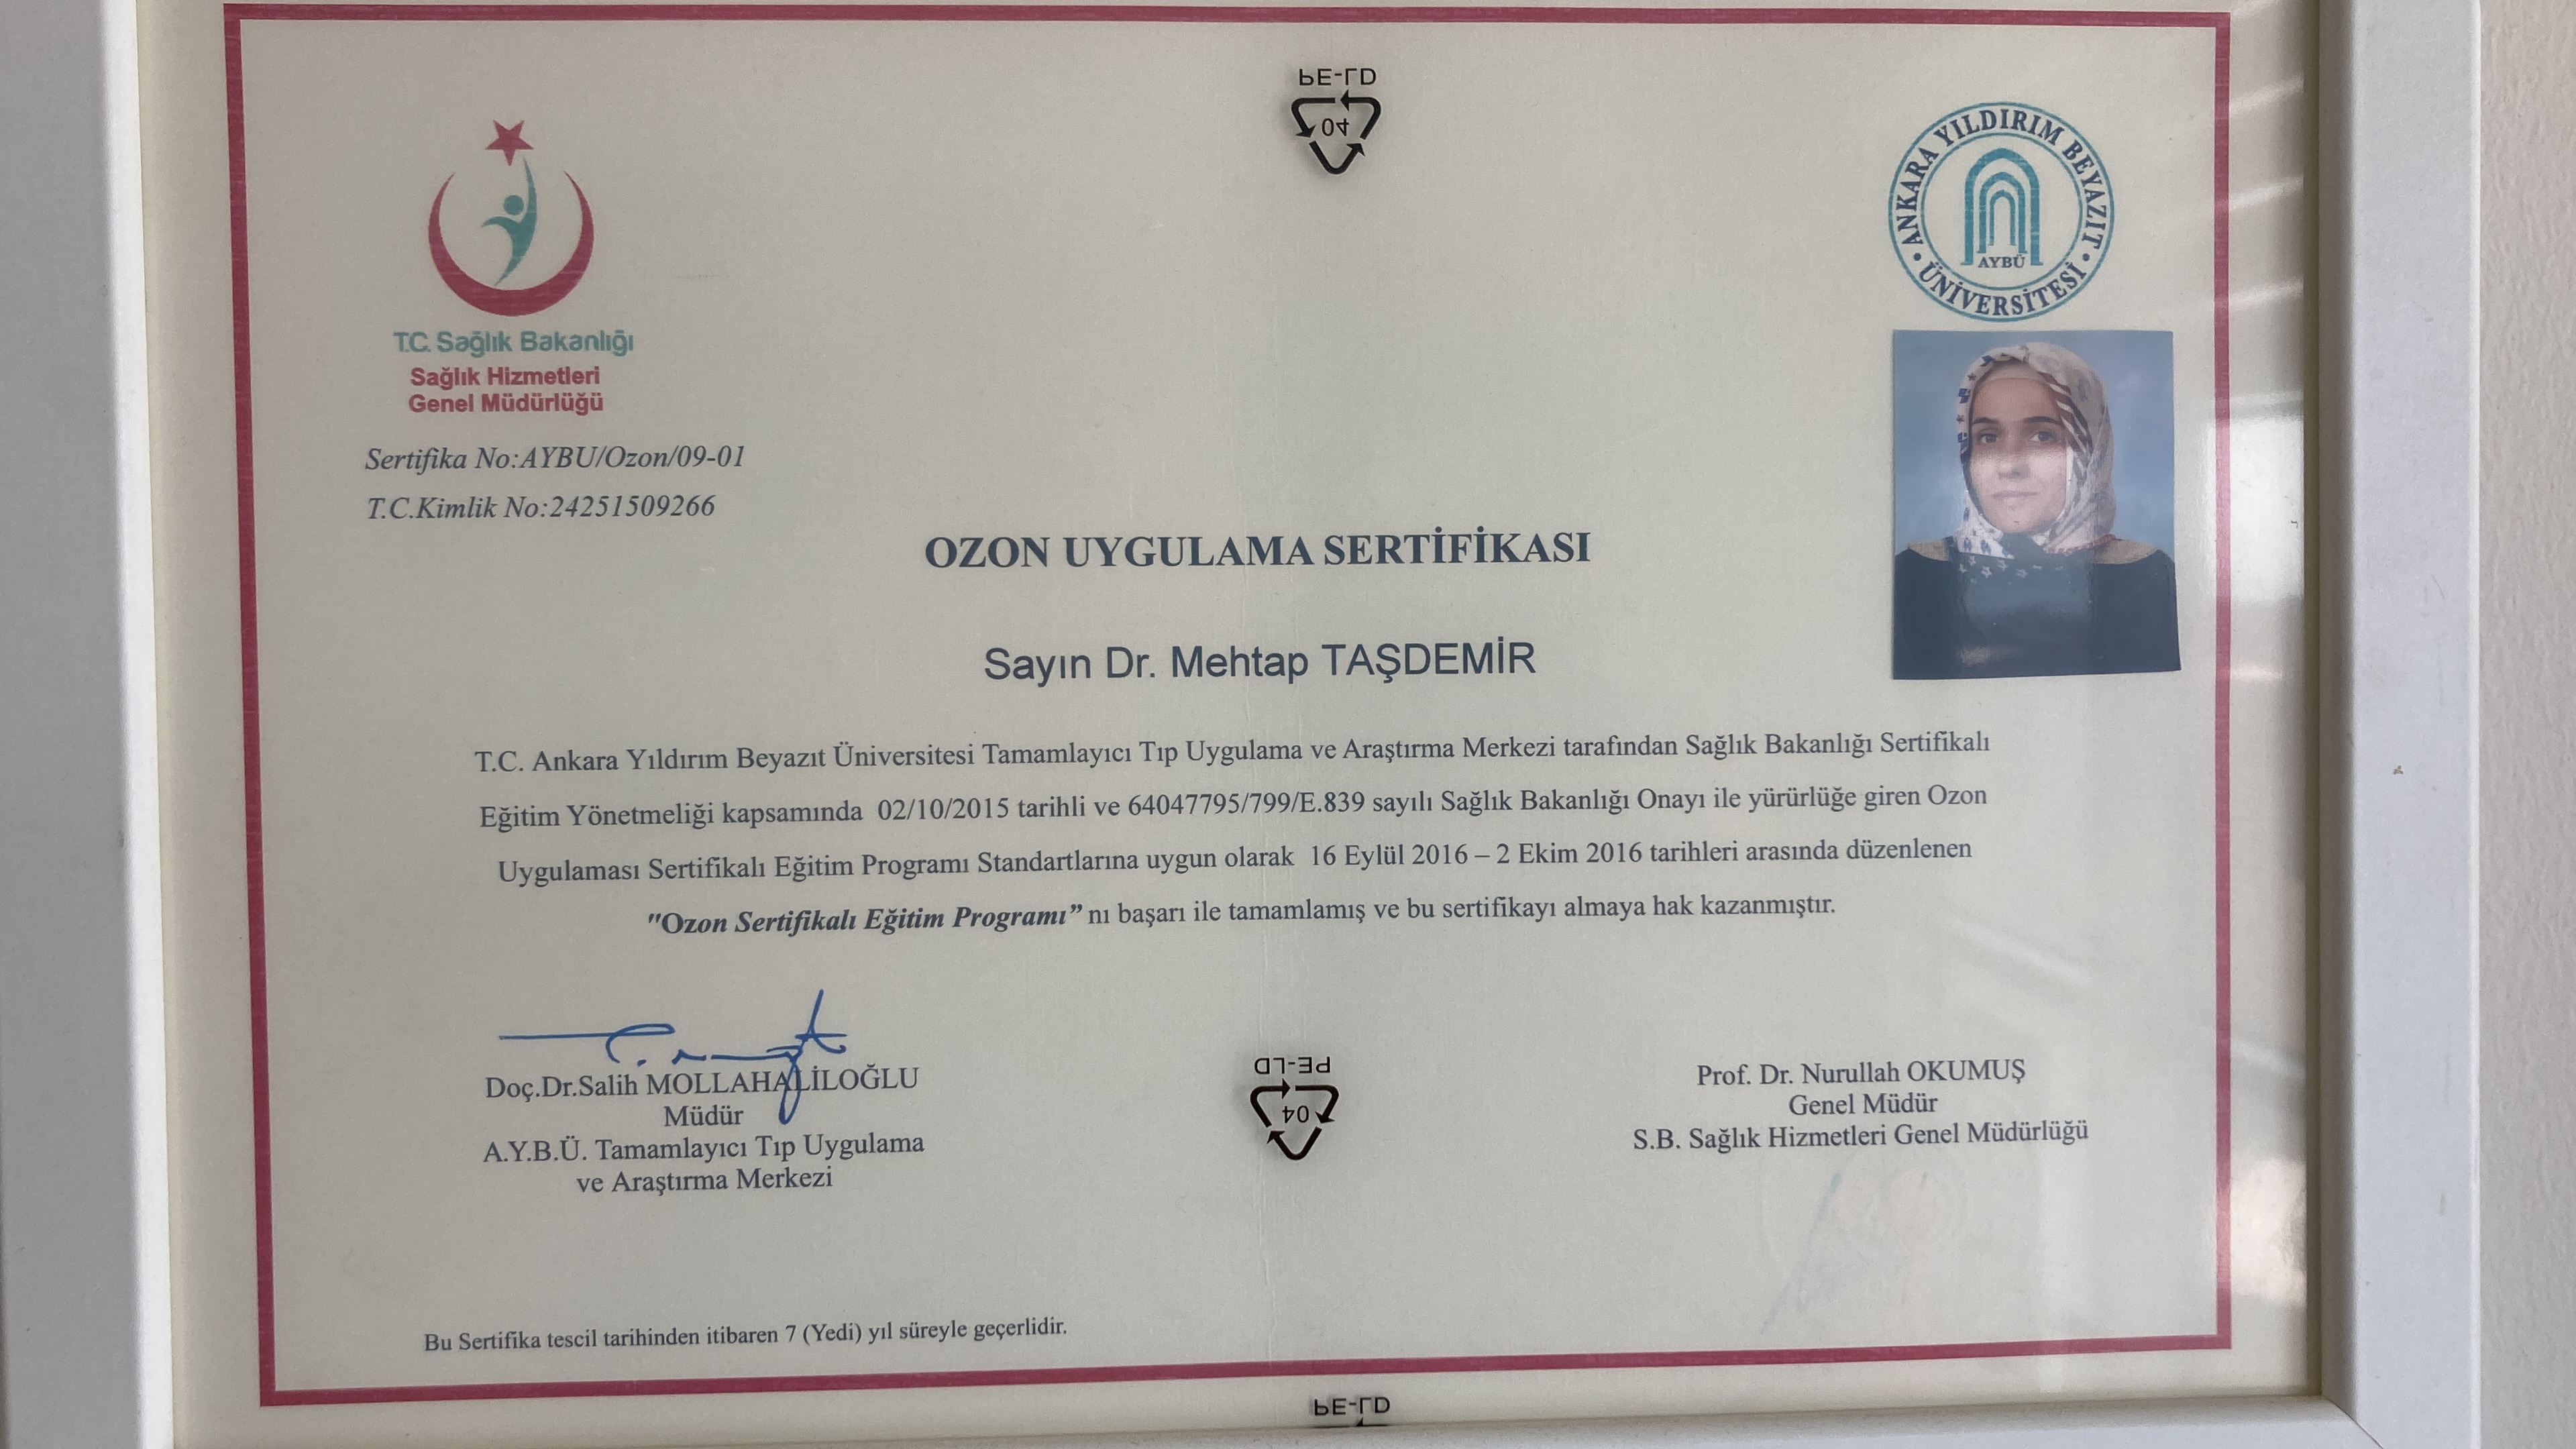 PE-LD
04
ANKARA YILDIRIM BEYAZIT
ÜNİVERSİTESİ
AYBÜ
T.C. Sağlık Bakanlığı
Sağlık Hizmetleri
Genel Müdürlüğü
Sertifika No:AYBU/Ozon/09-01
T.C.Kimlik No:24251509266
OZON UYGULAMA SERTİFİKASI
Sayın Dr. Mehtap TAŞDEMİR
T.C. Ankara Yıldırım Beyazıt Üniversitesi Tamamlayıcı Tıp Uygulama ve Araştırma Merkezi tarafından Sağlık Bakanlığı Sertifikalı
Eğitim Yönetmeliği kapsamında 02/10/2015 tarihli ve 64047795/799/E.839 sayılı Sağlık Bakanlığı Onayı ile yürürlüğe giren Ozon
Uygulaması Sertifikalı Eğitim Programı Standartlarına uygun olarak 16 Eylül 2016 – 2 Ekim 2016 tarihleri arasında düzenlenen
"Ozon Sertifikalı Eğitim Programı” nı başarı ile tamamlamış ve bu sertifikayı almaya hak kazanmıştır.
Doç.Dr.Salih MOLLAHALİLOĞLU
Müdür
A.Y.B.Ü. Tamamlayıcı Tıp Uygulama
ve Araştırma Merkezi
PE-LD
04
Prof. Dr. Nurullah OKUMUŞ
Genel Müdür
S.B. Sağlık Hizmetleri Genel Müdürlüğü
Bu Sertifika tescil tarihinden itibaren 7 (Yedi) yıl süreyle geçerlidir.
PE-LD